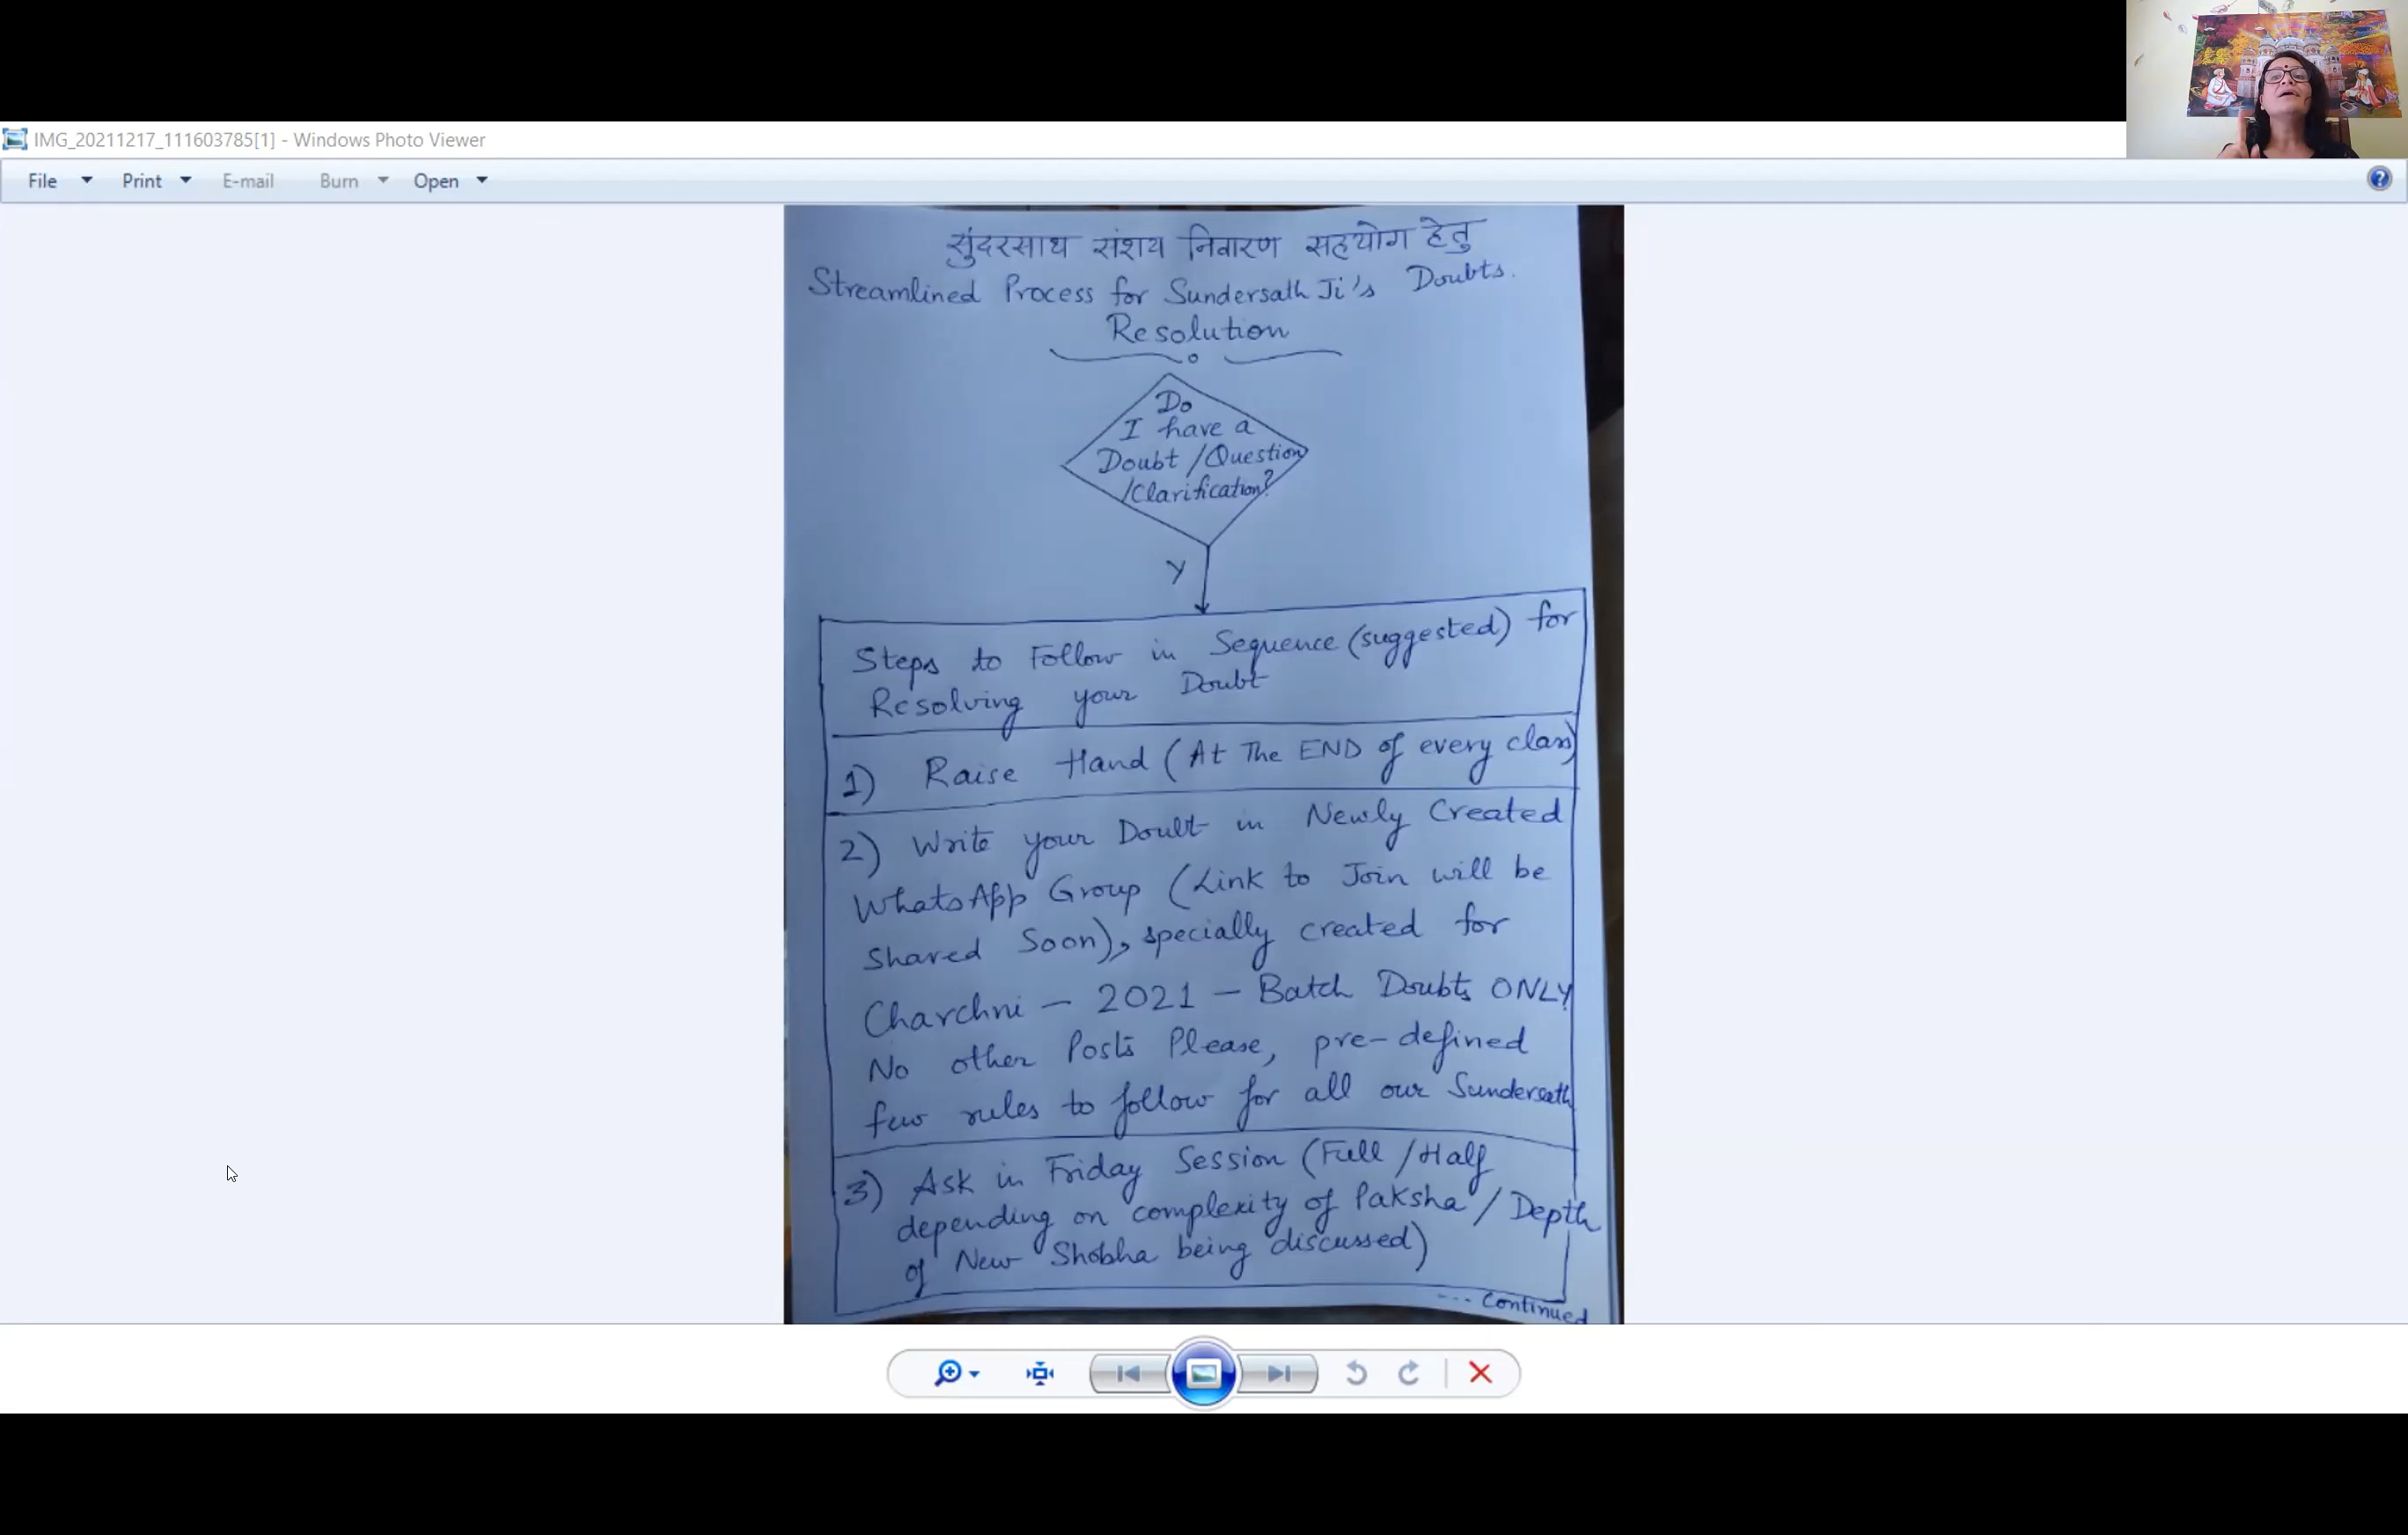 IMG_20211217_111603785[1] - Windows Photo Viewer
File Print E-mail Burn Open
सुंदरसाथ संशय निवारण सहयोग हेतु
Streamlined Process for Sundersath Ji's Doubts.
Resolution
Do
I have a
Doubt /Question
/Clarification?
Y
Steps to Follow in Sequence (suggested) for
Resolving your Doubt
1) Raise Hand (At The END of every class)
2) Write your Doubt in Newly Created
WhatsApp Group (Link to Join will be
shared Soon), specially created for
Charchni - 2021 - Batch Doubts ONLY
No other Posts Please, pre-defined
few rules to follow for all our Sundersath
3) Ask in Friday Session (Full /Half
depending on complexity of Paksha / Depth
of New Shobha being discussed)
--- Continued